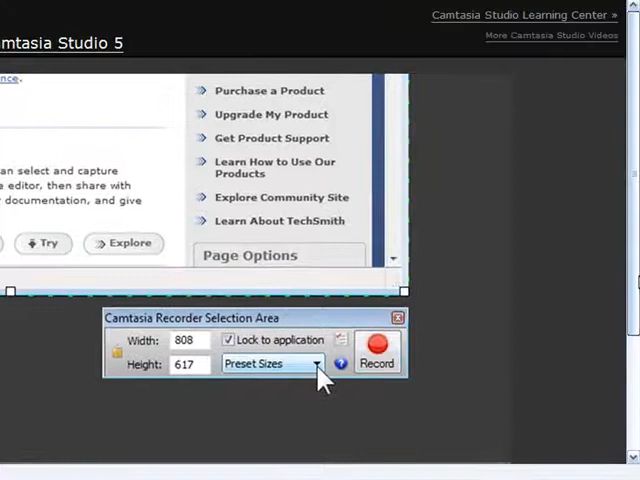 Camtasia Studio Learning Center »
amtasia Studio 5
More Camtasia Studio Videos
nce.
Purchase a Product
Upgrade My Product
Get Product Support
Learn How to Use Our
Products
an select and capture
e editor, then share with
documentation, and give
Explore Community Site
Learn About TechSmith
Try
Explore
Page Options
Camtasia Recorder Selection Area
Width: 808
Lock to application
Height: 617
Preset Sizes
?
Record